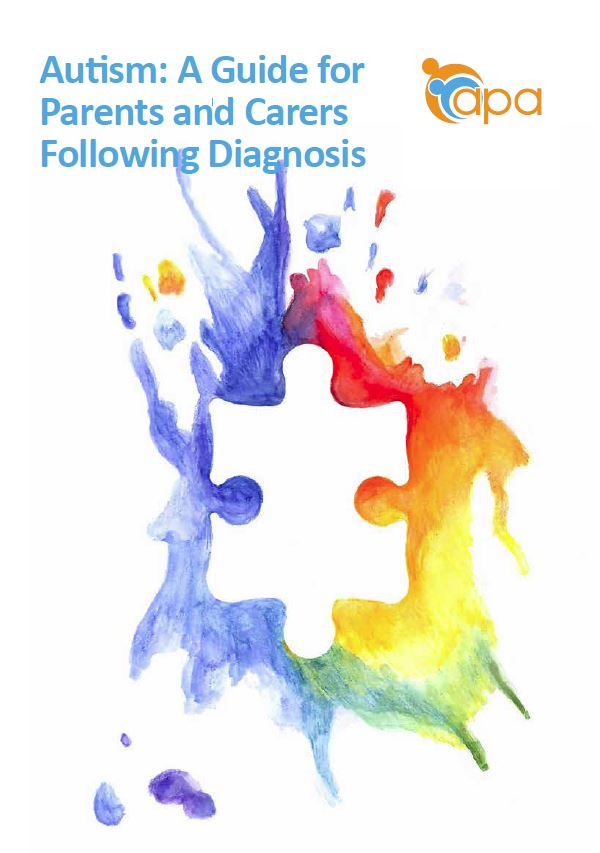 Autism: A Guide for
Parents and Carers
Following Diagnosis
apa